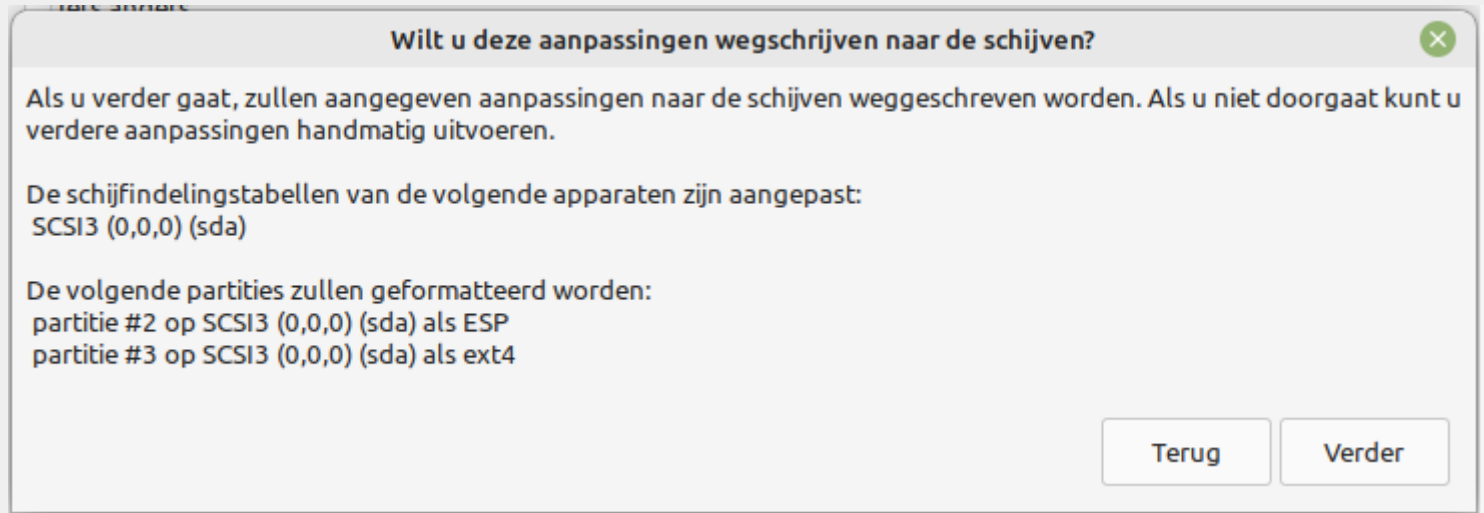 Iets anders
Wilt u deze aanpassingen wegschrijven naar de schijven?
Als u verder gaat, zullen aangegeven aanpassingen naar de schijven weggeschreven worden. Als u niet doorgaat kunt u
verdere aanpassingen handmatig uitvoeren.
De schijfindelingstabellen van de volgende apparaten zijn aangepast:
SCSI3 (0,0,0) (sda)
De volgende partities zullen geformatteerd worden:
partitie #2 op SCSI3 (0,0,0) (sda) als ESP
partitie #3 op SCSI3 (0,0,0) (sda) als ext4
Terug Verder